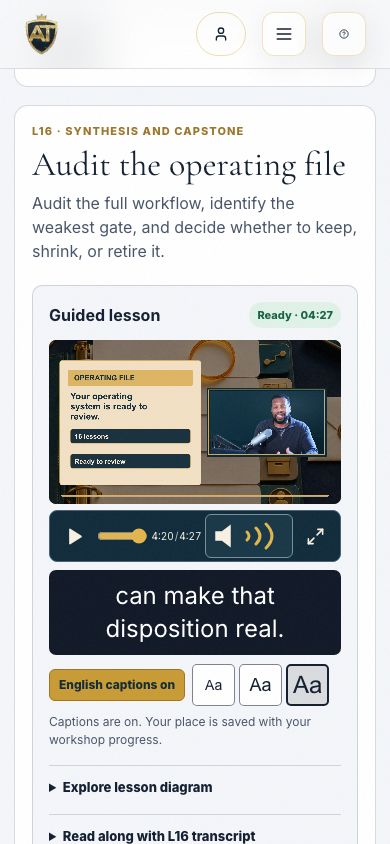 AT
L16 · SYNTHESIS AND CAPSTONE
Audit the operating file
Audit the full workflow, identify the
weakest gate, and decide whether to keep,
shrink, or retire it.
Guided lesson
Ready · 04:27
OPERATING FILE
Your operating
system is ready to
review.
16 lessons
Ready to review
4:20/4:27
can make that
disposition real.
English captions on
Aa
Aa
Aa
Captions are on. Your place is saved with your
workshop progress.
Explore lesson diagram
Read along with L16 transcript